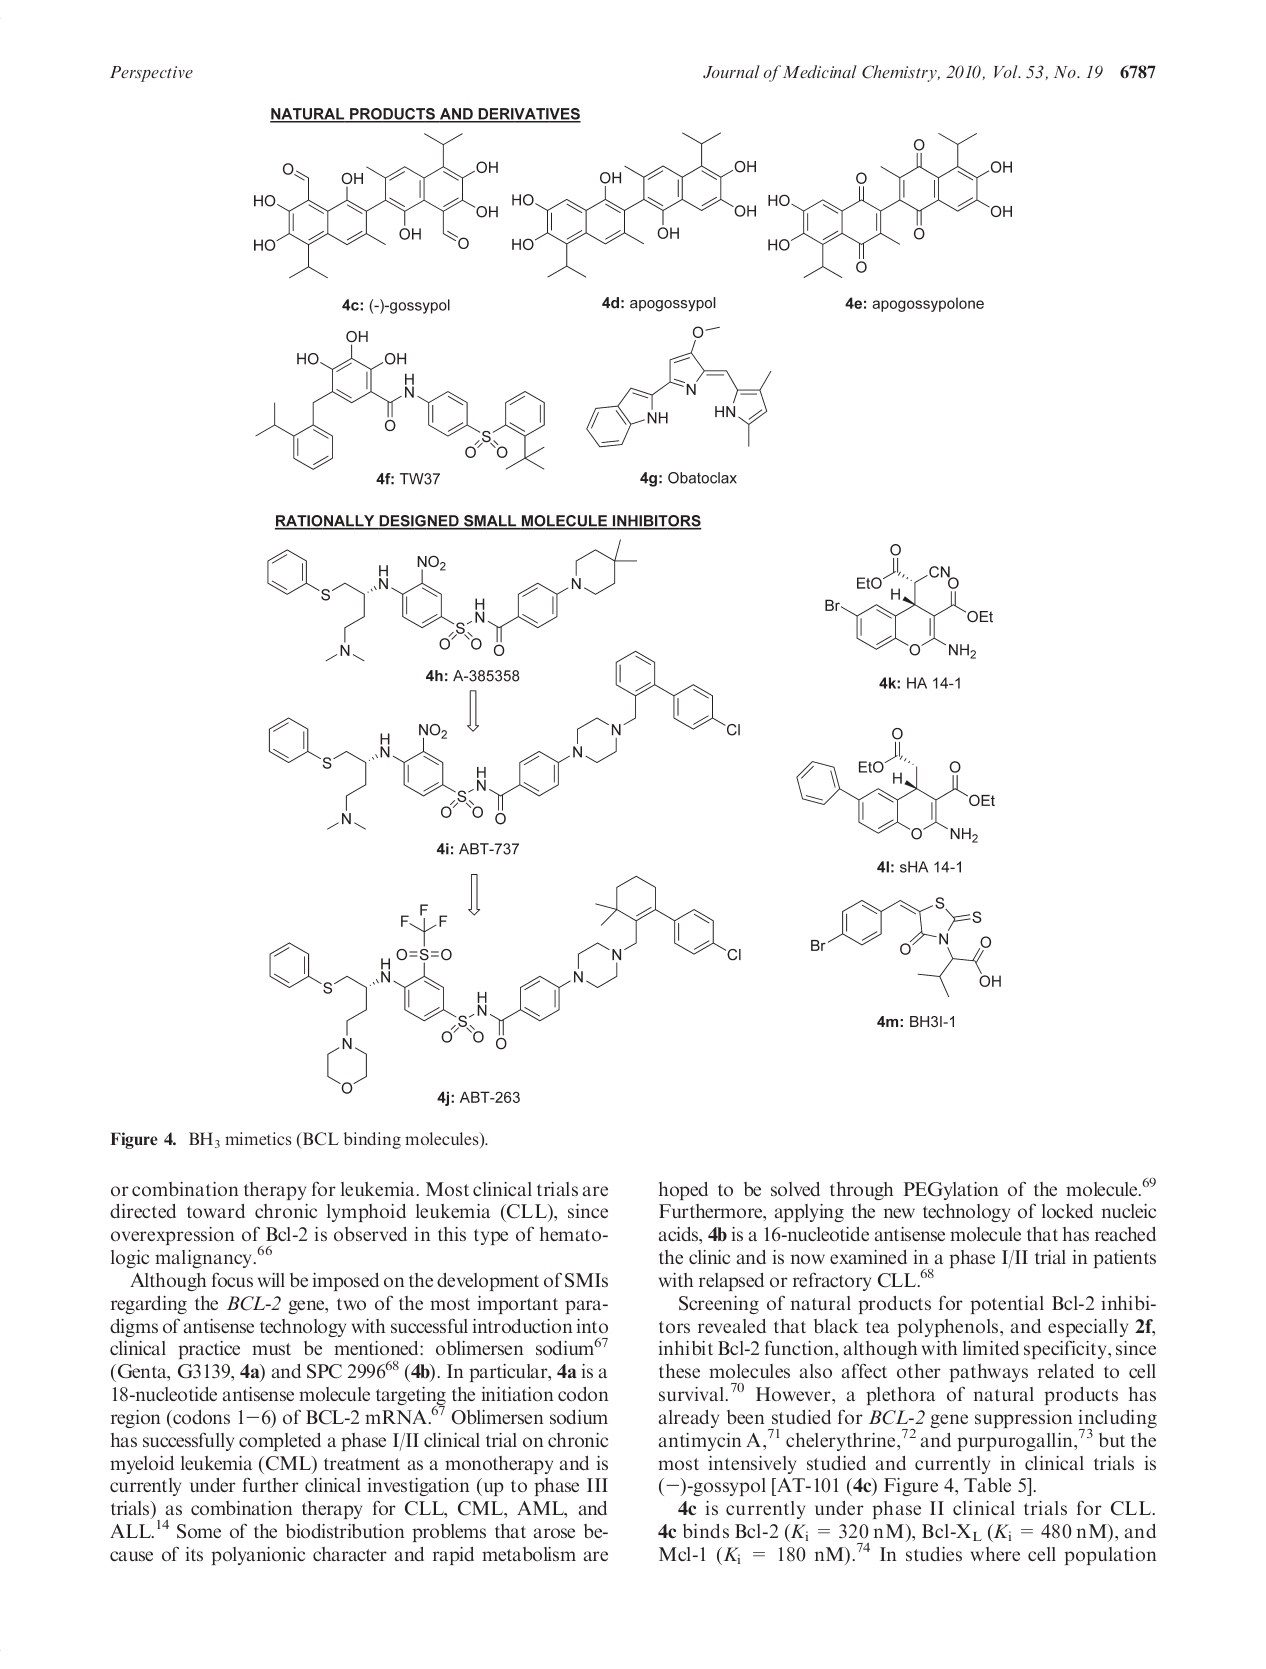 Perspective
Journal of Medicinal Chemistry, 2010, Vol. 53, No. 19 6787
NATURAL PRODUCTS AND DERIVATIVES
O OH OH HO HO OH OH O
OH OH OH HO HO OH
O O OH OH HO HO O O
4c: (-)-gossypol
4d: apogossypol
4e: apogossypolone
OH HO OH H N O S O O
O N NH HN
4f: TW37
4g: Obatoclax
RATIONALLY DESIGNED SMALL MOLECULE INHIBITORS
S H N NO2 N S O O H N O N
O EtO CN H O OEt Br O NH2
4h: A-385358
4k: HA 14-1
S H N NO2 N S O O H N O N N Cl
O EtO H O OEt O NH2
4i: ABT-737
4l: sHA 14-1
F F F O=S=O S H N N O S O O H N O N N Cl
S S Br O N O OH
4m: BH3I-1
4j: ABT-263
Figure 4. BH3 mimetics (BCL binding molecules).
or combination therapy for leukemia. Most clinical trials are
directed toward chronic lymphoid leukemia (CLL), since
overexpression of Bcl-2 is observed in this type of hemato-
logic malignancy.66
Although focus will be imposed on the development of SMIs
regarding the BCL-2 gene, two of the most important para-
digms of antisense technology with successful introduction into
clinical practice must be mentioned: oblimersen sodium67
(Genta, G3139, 4a) and SPC 299668 (4b). In particular, 4a is a
18-nucleotide antisense molecule targeting the initiation codon
region (codons 1−6) of BCL-2 mRNA.67 Oblimersen sodium
has successfully completed a phase I/II clinical trial on chronic
myeloid leukemia (CML) treatment as a monotherapy and is
currently under further clinical investigation (up to phase III
trials) as combination therapy for CLL, CML, AML, and
ALL.14 Some of the biodistribution problems that arose be-
cause of its polyanionic character and rapid metabolism are
hoped to be solved through PEGylation of the molecule.69
Furthermore, applying the new technology of locked nucleic
acids, 4b is a 16-nucleotide antisense molecule that has reached
the clinic and is now examined in a phase I/II trial in patients
with relapsed or refractory CLL.68
Screening of natural products for potential Bcl-2 inhibi-
tors revealed that black tea polyphenols, and especially 2f,
inhibit Bcl-2 function, although with limited specificity, since
these molecules also affect other pathways related to cell
survival.70 However, a plethora of natural products has
already been studied for BCL-2 gene suppression including
antimycin A,71 chelerythrine,72 and purpurogallin,73 but the
most intensively studied and currently in clinical trials is
(−)-gossypol [AT-101 (4c) Figure 4, Table 5].
4c is currently under phase II clinical trials for CLL.
4c binds Bcl-2 (Ki = 320 nM), Bcl-XL (Ki = 480 nM), and
Mcl-1 (Ki = 180 nM).74 In studies where cell population